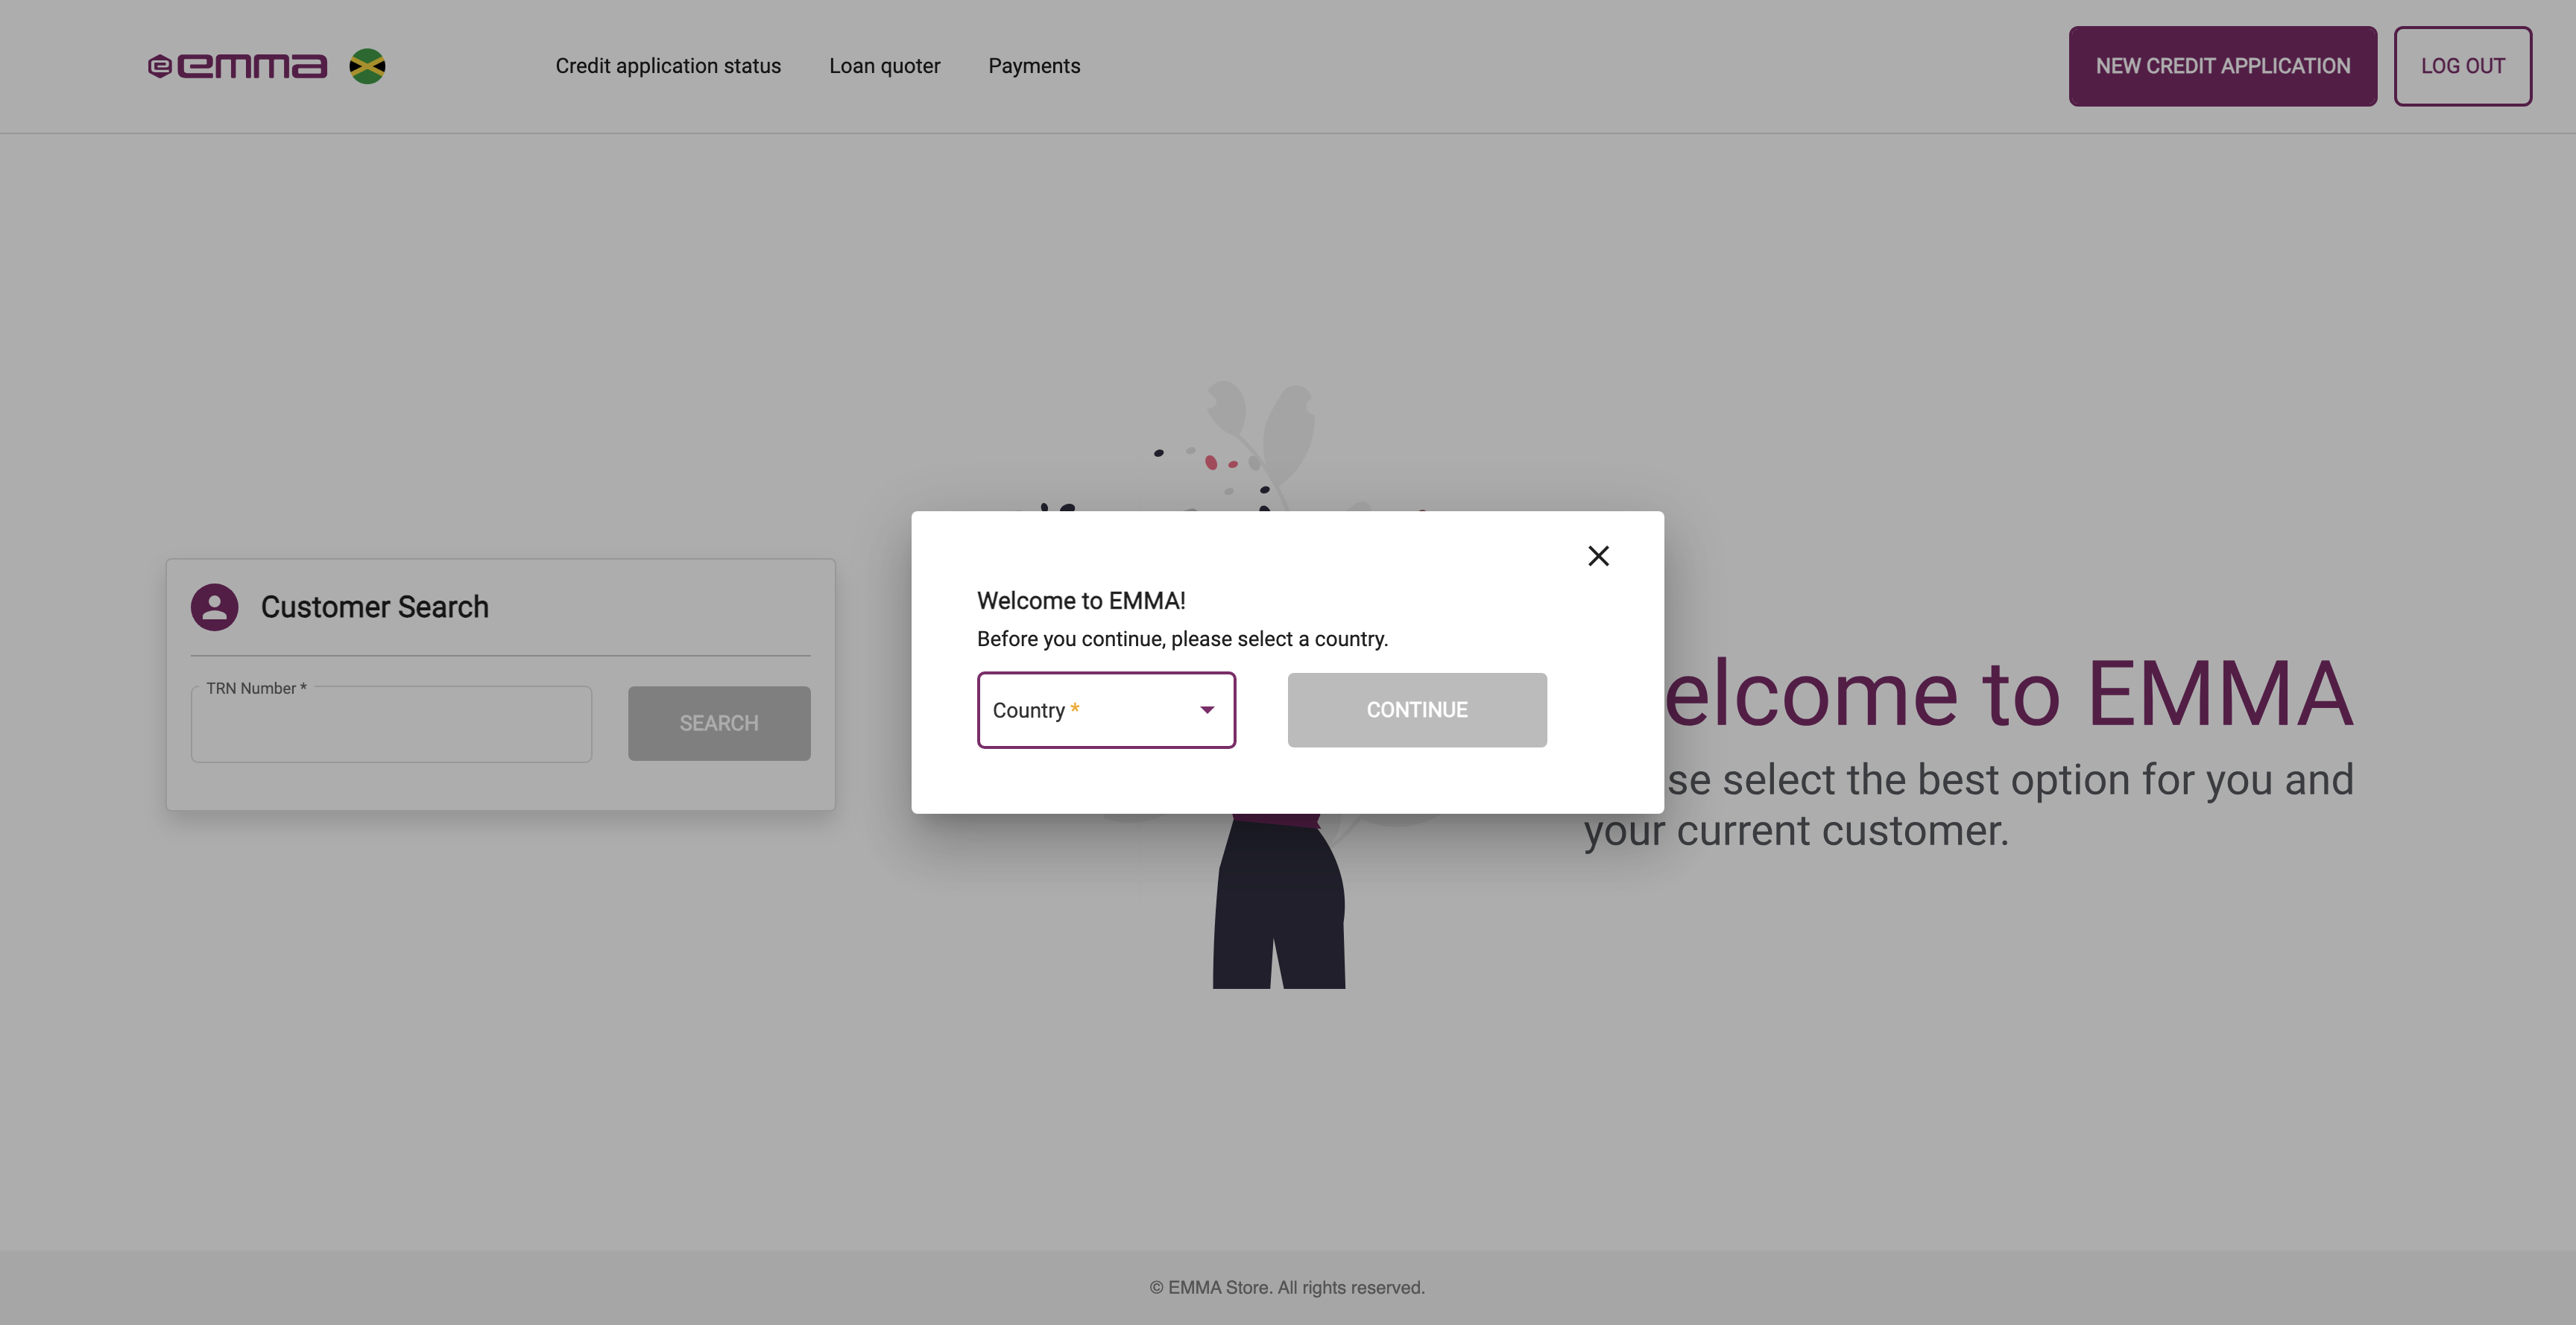 emma
Credit application status
Loan quoter
Payments
NEW CREDIT APPLICATION
LOG OUT
Customer Search
TRN Number *
SEARCH
Welcome to EMMA!
Before you continue, please select a country.
Country *
CONTINUE
elcome to EMMA
se select the best option for you and
your current customer.
© EMMA Store. All rights reserved.